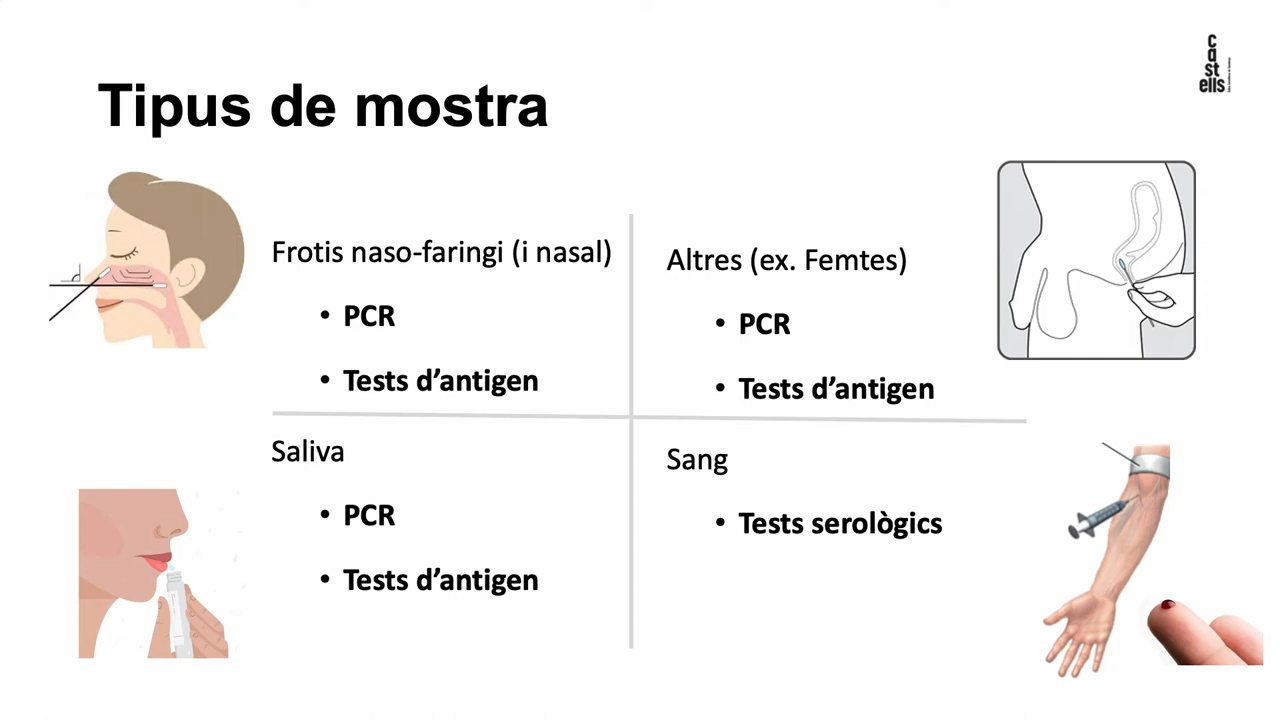 Tipus de mostra
c
a
st
ells
Frotis naso-faringi (i nasal)
• PCR
• Tests d’antigen
Altres (ex. Femtes)
• PCR
• Tests d’antigen
Saliva
• PCR
• Tests d’antigen
Sang
• Tests serològics